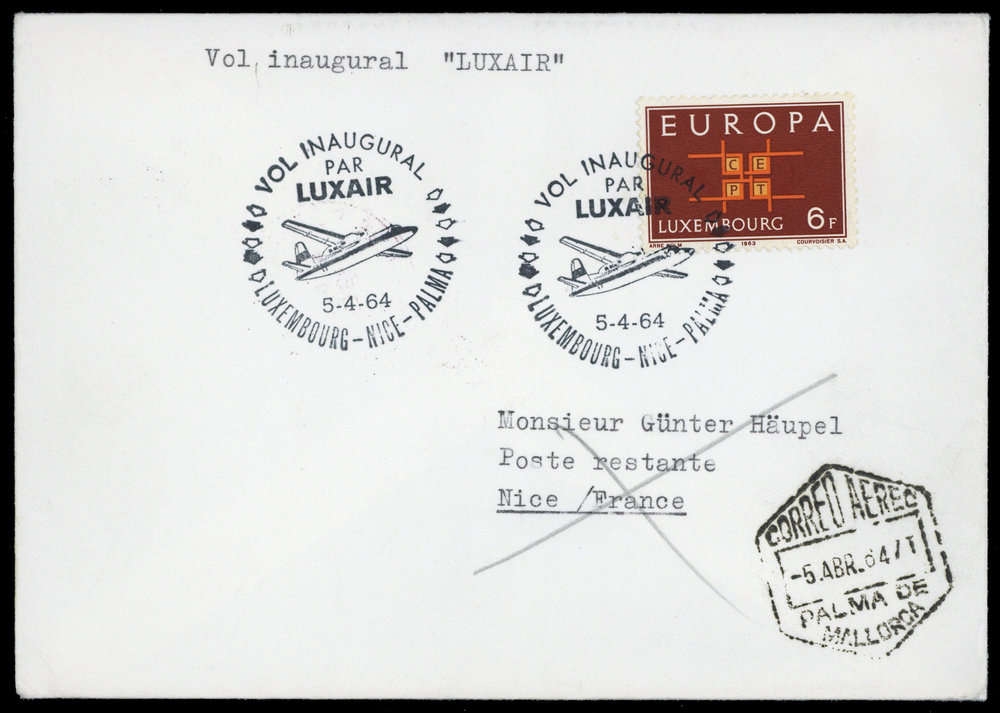 Vol inaugural "LUXAIR"
VOL INAUGURAL
PAR
LUXAIR
5-4-64
LUXEMBOURG-NICE-PALMA
VOL INAUGURAL
PAR
LUXAIR
5-4-64
LUXEMBOURG-NICE-PALMA
EUROPA
C E
P T
LUXEMBOURG 6F
1963 COURVOISIER S.A.
Monsieur Günter Häupel
Poste restante
Nice /France
CORREO AEREO
-5.ABR.64/T
PALMA DE
MALLORCA